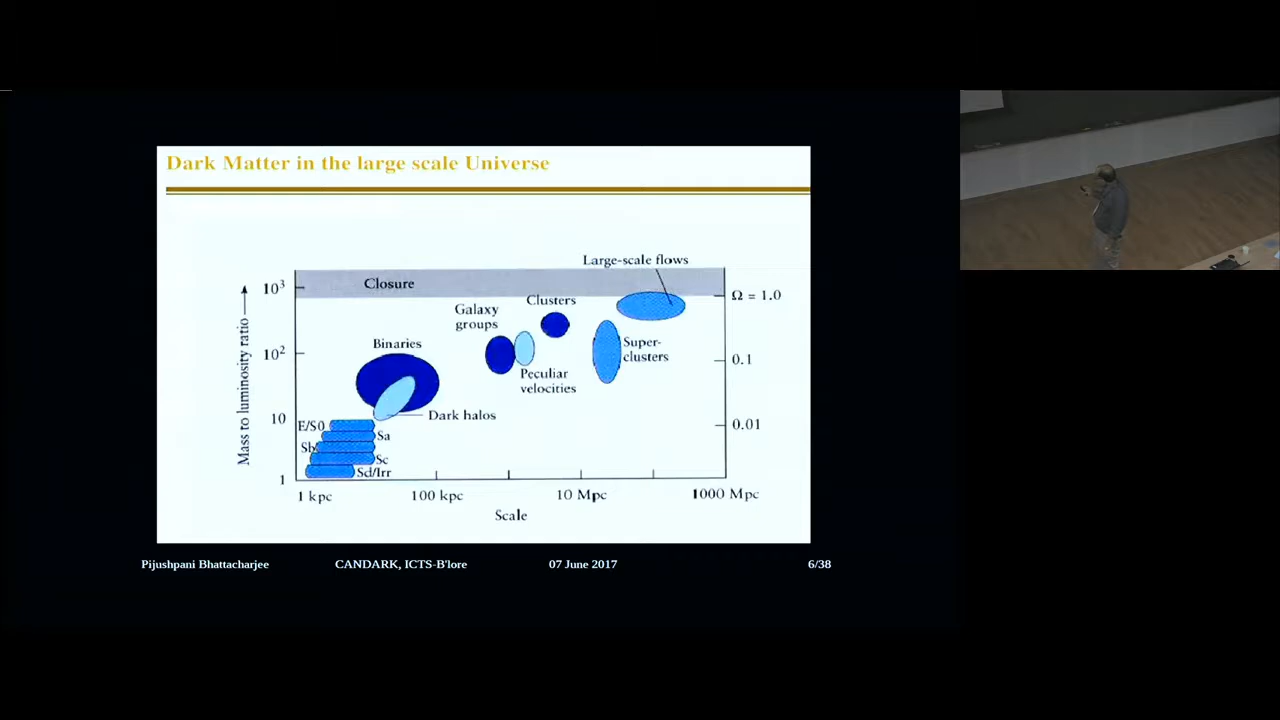 Dark Matter in the large scale Universe
Large-scale flows
10³
Closure
Ω = 1.0
Clusters
Galaxy
groups
Binaries
Super-
clusters
10²
0.1
Peculiar
velocities
Mass to luminosity ratio
Dark halos
10
0.01
E/S0
Sa
Sb
Sc
Sd/Irr
1
1 kpc
100 kpc
10 Mpc
1000 Mpc
Scale
Pijushpani Bhattacharjee
CANDARK, ICTS-B'lore
07 June 2017
6/38